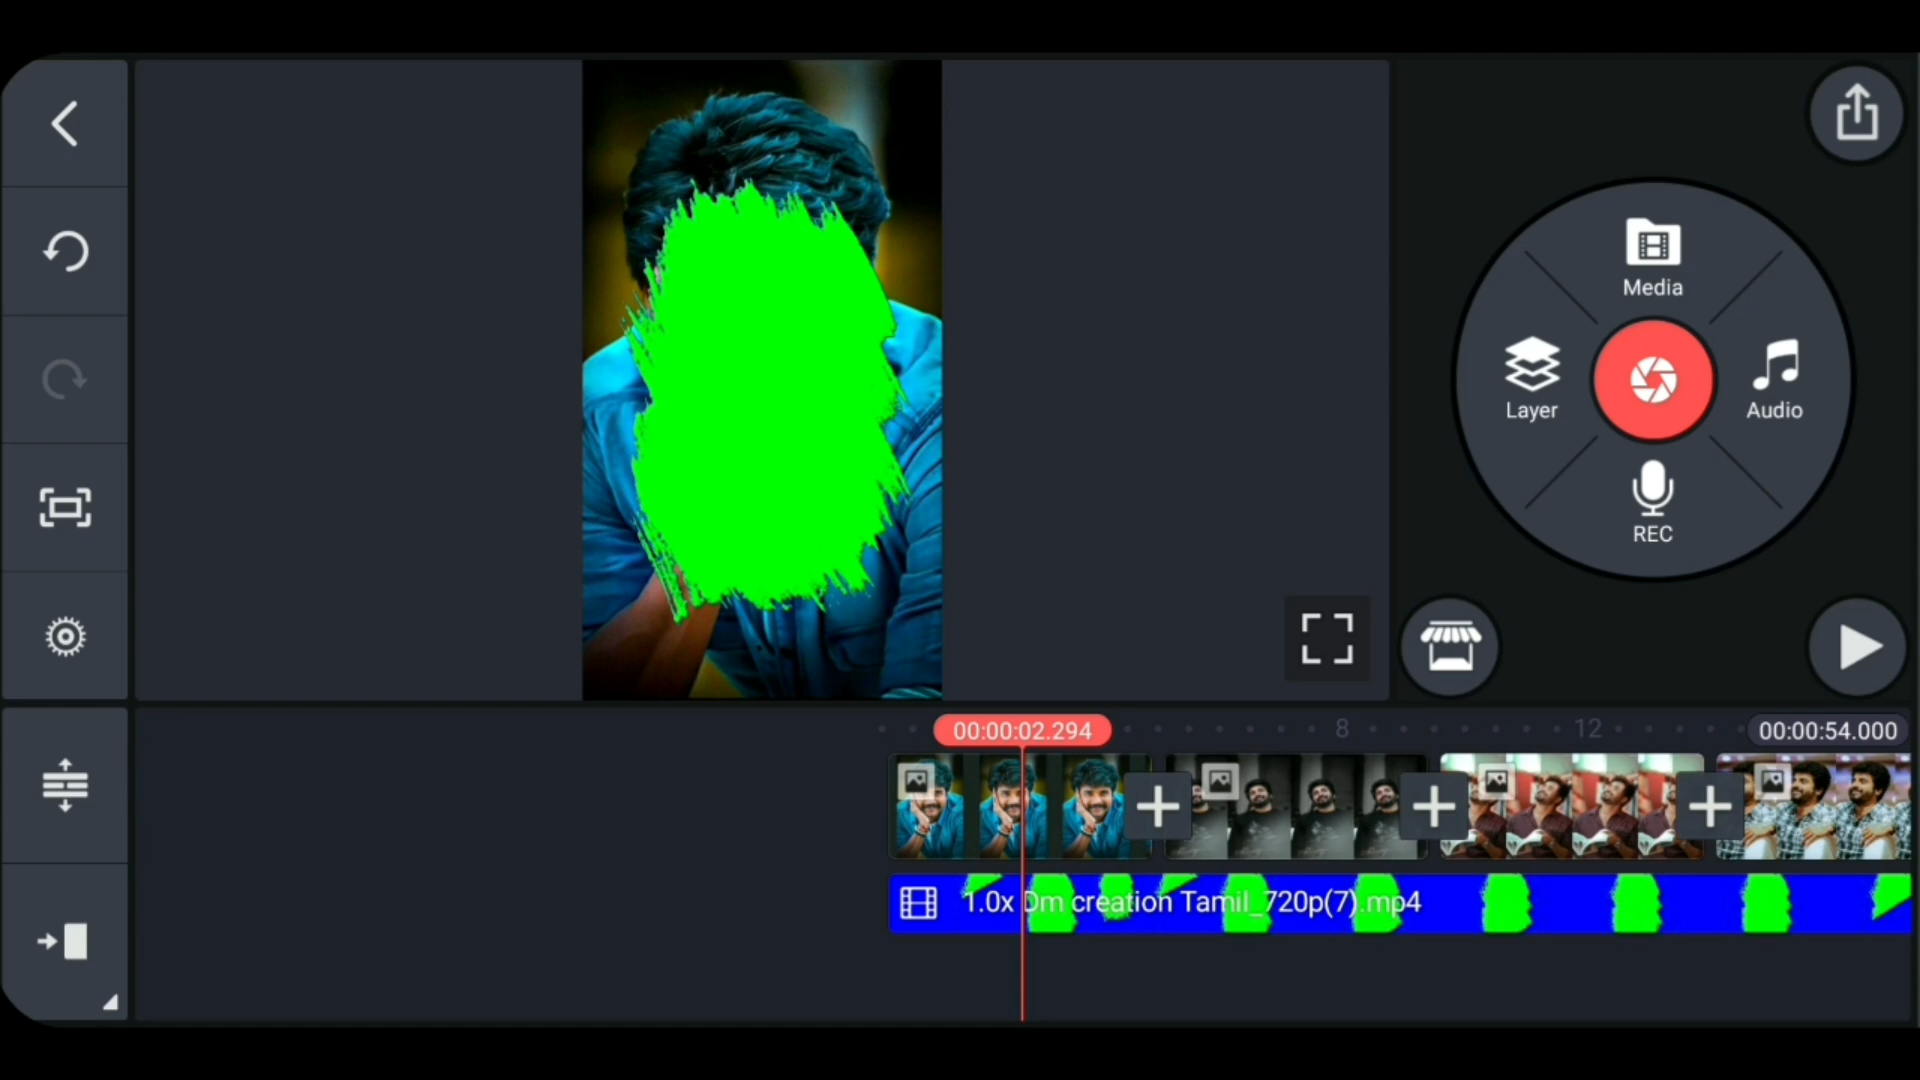 Media
Layer
Audio
REC
00:00:02.294
8
12
00:00:54.000
1.0x Dm creation Tamil_720p(7).mp4